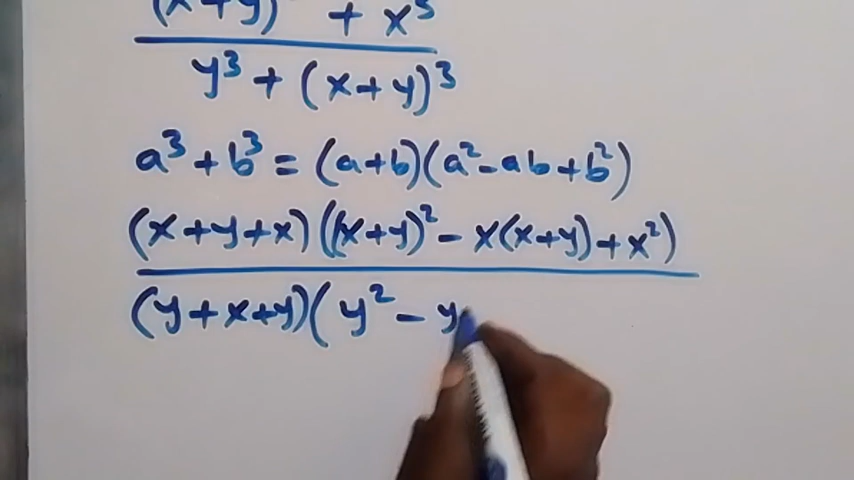 (x+y) + x³
y³ + (x+y)³
a³ + b³ = (a+b)(a²-ab+b²)
(x+y+x)((x+y)² - x(x+y)+x²)
(y+x+y)(y² - y